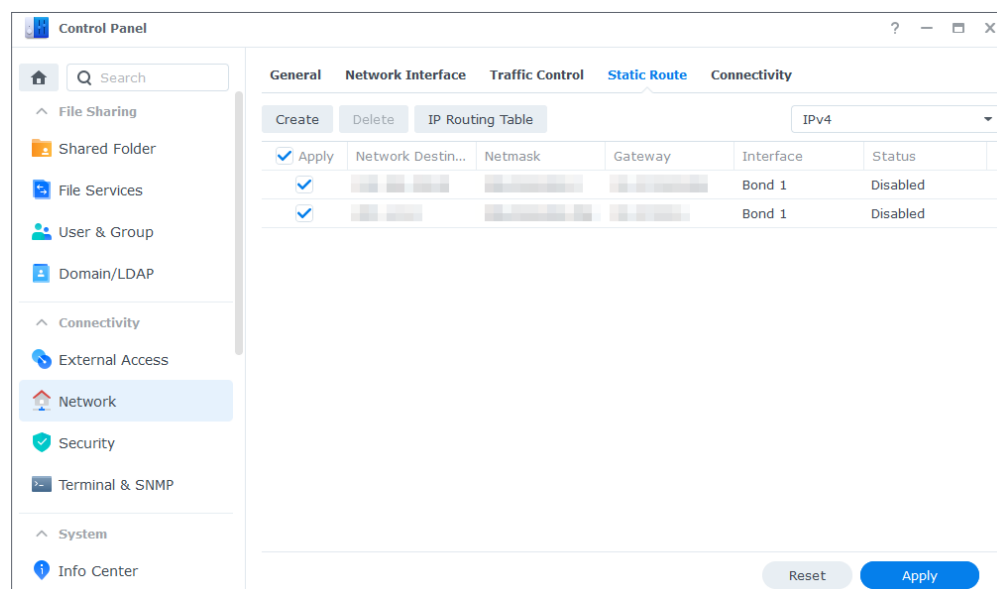 Control Panel
?
Search
General Network Interface Traffic Control Static Route Connectivity
File Sharing
Create Delete IP Routing Table IPv4
Shared Folder
Apply Network Destin... Netmask Gateway Interface Status
File Services
Bond 1 Disabled
Bond 1 Disabled
User & Group
Domain/LDAP
Connectivity
External Access
Network
Security
Terminal & SNMP
System
Info Center
Reset Apply